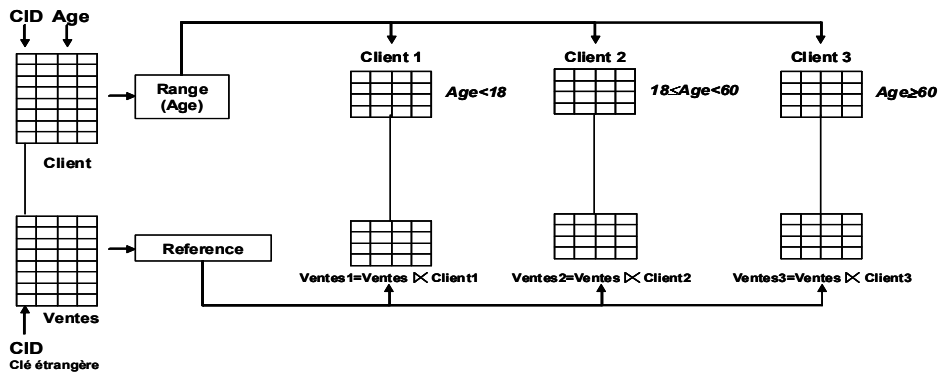 CID Age
Client 1
Client 2
Client 3
Range
(Age)
Age<18
18≤Age<60
Age≥60
Client
Reference
Ventes1=Ventes ⋈ Client1
Ventes2=Ventes ⋈ Client2
Ventes3=Ventes ⋈ Client3
Ventes
CID
Clé étrangère